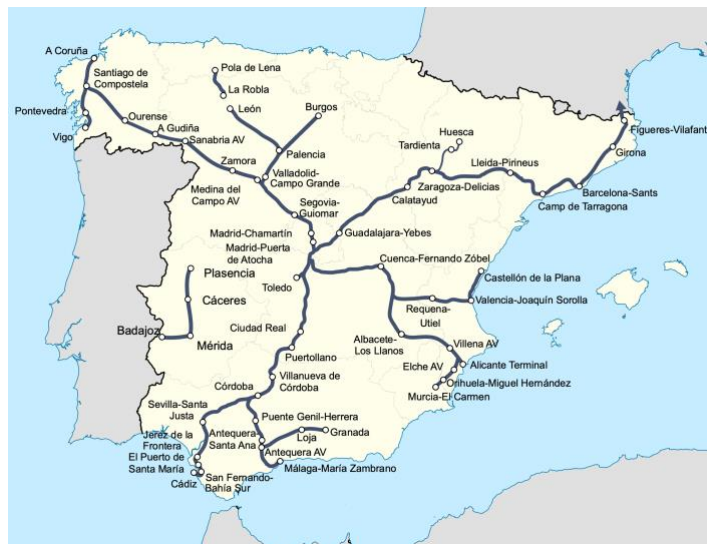 A Coruña
Santiago de
Compostela
Pontevedra
Vigo
Ourense
A Gudiña
Sanabria AV
Zamora
Medina del
Campo AV
Pola de Lena
La Robla
León
Burgos
Palencia
Valladolid-
Campo Grande
Segovia-
Guiomar
Madrid-Chamartín
Madrid-Puerta
de Atocha
Toledo
Guadalajara-Yebes
Calatayud
Zaragoza-Delicias
Tardienta
Huesca
Lleida-Pirineus
Camp de Tarragona
Barcelona-Sants
Girona
Figueres-Vilafant
Cuenca-Fernando Zóbel
Requena-
Utiel
Castellón de la Plana
Valencia-Joaquín Sorolla
Albacete-
Los Llanos
Villena AV
Alicante Terminal
Elche AV
Orihuela-Miguel Hernández
Murcia-El Carmen
Plasencia
Cáceres
Badajoz
Mérida
Ciudad Real
Puertollano
Villanueva de
Córdoba
Córdoba
Sevilla-Santa
Justa
Jerez de la
Frontera
El Puerto de
Santa María
Cádiz
San Fernando-
Bahía Sur
Puente Genil-Herrera
Antequera-
Santa Ana
Antequera AV
Loja
Granada
Málaga-María Zambrano